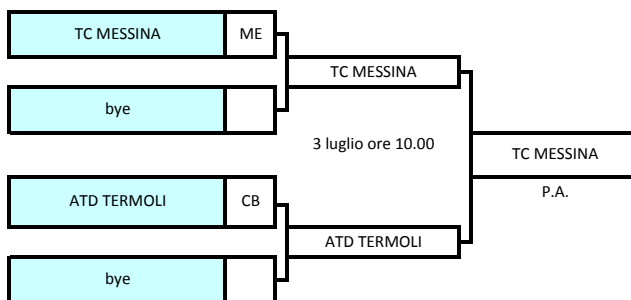 TC MESSINA ME
TC MESSINA
bye
3 luglio ore 10.00
TC MESSINA
P.A.
ATD TERMOLI CB
ATD TERMOLI
bye